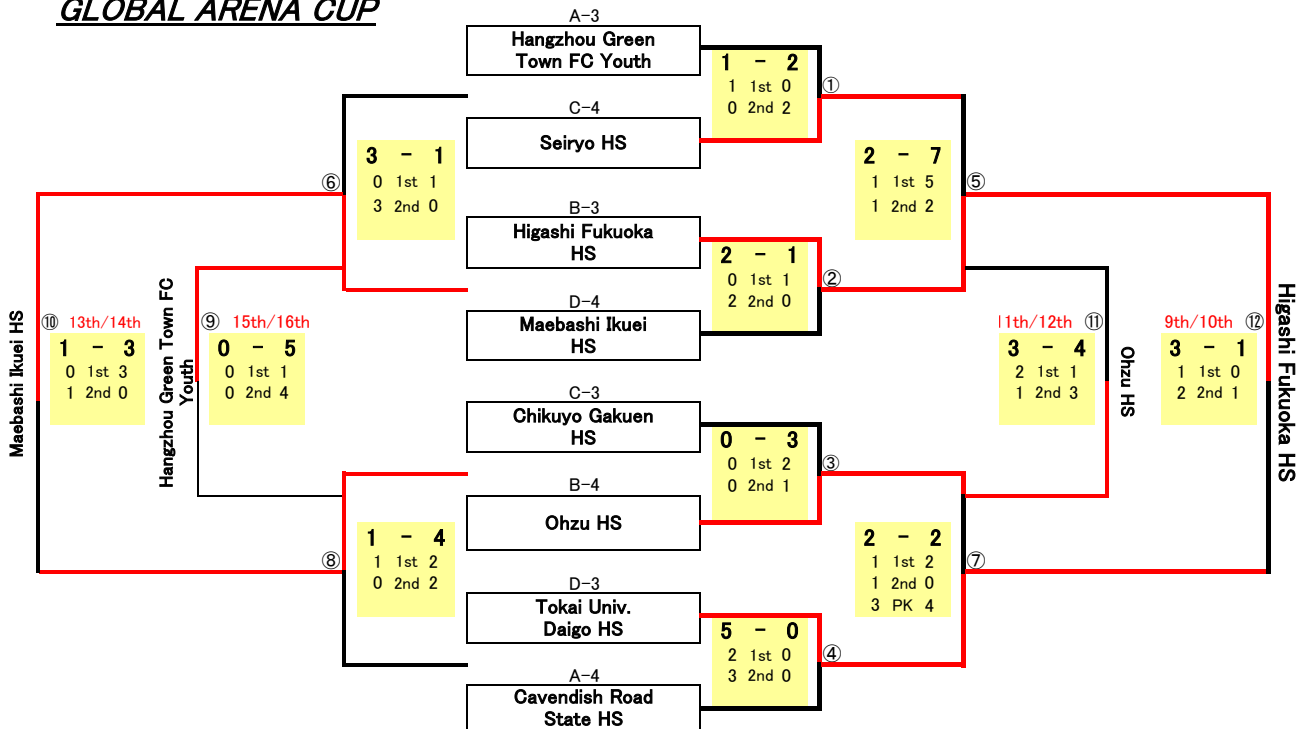 GLOBAL ARENA CUP
A-3
Hangzhou Green
Town FC Youth
1 - 2
1 1st 0
0 2nd 2
①
C-4
Seiryo HS
3 - 1
0 1st 1
3 2nd 0
⑥
2 - 7
1 1st 5
1 2nd 2
⑤
B-3
Higashi Fukuoka
HS
2 - 1
0 1st 1
2 2nd 0
②
D-4
Maebashi Ikuei
HS
Maebashi Ikuei HS
⑩ 13th/14th
1 - 3
0 1st 3
1 2nd 0
Hangzhou Green Town FC
Youth
⑨ 15th/16th
0 - 5
0 1st 1
0 2nd 4
11th/12th ⑪
3 - 4
2 1st 1
1 2nd 3
Ohzu HS
9th/10th ⑫
3 - 1
1 1st 0
2 2nd 1
Higashi Fukuoka HS
C-3
Chikuyo Gakuen
HS
0 - 3
0 1st 2
0 2nd 1
③
B-4
Ohzu HS
1 - 4
1 1st 2
0 2nd 2
⑧
2 - 2
1 1st 2
1 2nd 0
3 PK 4
⑦
D-3
Tokai Univ.
Daigo HS
5 - 0
2 1st 0
3 2nd 0
④
A-4
Cavendish Road
State HS